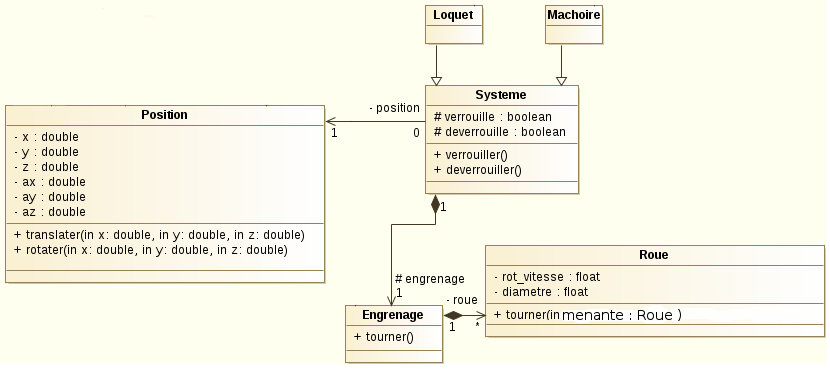 Loquet
Machoire
Systeme
# verrouille : boolean
# deverrouille : boolean
+ verrouiller()
+ deverrouiller()
- position
1
0
Position
- x : double
- y : double
- z : double
- ax : double
- ay : double
- az : double
+ translater(in x: double, in y: double, in z: double)
+ rotater(in x: double, in y: double, in z: double)
1
# engrenage
1
Engrenage
+ tourner()
- roue
1
*
Roue
- rot_vitesse : float
- diametre : float
+ tourner(in menante : Roue )